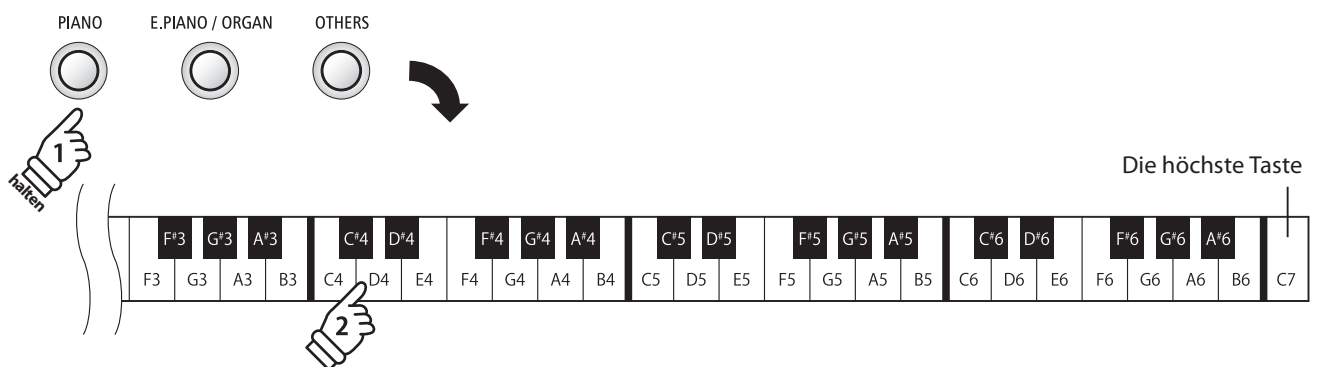 PIANO E.PIANO / ORGAN OTHERS
1
halten
Die höchste Taste
F#3 G#3 A#3 C#4 D#4 F#4 G#4 A#4 C#5 D#5 F#5 G#5 A#5 C#6 D#6 F#6 G#6 A#6
F3 G3 A3 B3 C4 D4 E4 F4 G4 A4 B4 C5 D5 E5 F5 G5 A5 B5 C6 D6 E6 F6 G6 A6 B6 C7
2